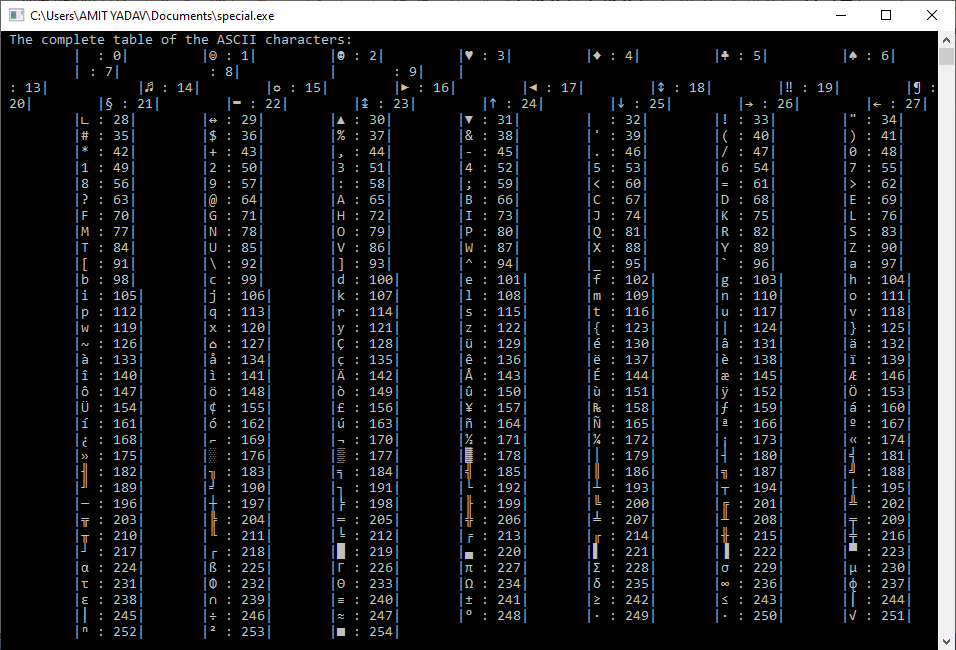 C:\Users\AMIT YADAV\Documents\special.exe
The complete table of the ASCII characters:
| : 0| |☺ : 1| |☻ : 2| |♥ : 3| |♦ : 4| |♣ : 5| |♠ : 6|
| : 7| : 8| | : 9| |
: 13| |♫ : 14| |☼ : 15| |► : 16| |◄ : 17| |↕ : 18| |‼ : 19| |¶ :
20| |§ : 21| |▬ : 22| |↨ : 23| |↑ : 24| |↓ : 25| |→ : 26| |← : 27|
|∟ : 28| |↔ : 29| |▲ : 30| |▼ : 31| | : 32| |! : 33| |" : 34|
|# : 35| |$ : 36| |% : 37| |& : 38| |' : 39| |( : 40| |) : 41|
|* : 42| |+ : 43| |, : 44| |- : 45| |. : 46| |/ : 47| |0 : 48|
|1 : 49| |2 : 50| |3 : 51| |4 : 52| |5 : 53| |6 : 54| |7 : 55|
|8 : 56| |9 : 57| |: : 58| |; : 59| |< : 60| |= : 61| |> : 62|
|? : 63| |@ : 64| |A : 65| |B : 66| |C : 67| |D : 68| |E : 69|
|F : 70| |G : 71| |H : 72| |I : 73| |J : 74| |K : 75| |L : 76|
|M : 77| |N : 78| |O : 79| |P : 80| |Q : 81| |R : 82| |S : 83|
|T : 84| |U : 85| |V : 86| |W : 87| |X : 88| |Y : 89| |Z : 90|
|[ : 91| |\ : 92| |] : 93| |^ : 94| |_ : 95| |` : 96| |a : 97|
|b : 98| |c : 99| |d : 100| |e : 101| |f : 102| |g : 103| |h : 104|
|i : 105| |j : 106| |k : 107| |l : 108| |m : 109| |n : 110| |o : 111|
|p : 112| |q : 113| |r : 114| |s : 115| |t : 116| |u : 117| |v : 118|
|w : 119| |x : 120| |y : 121| |z : 122| |{ : 123| || : 124| |} : 125|
|~ : 126| |⌂ : 127| |Ç : 128| |ü : 129| |é : 130| |â : 131| |ä : 132|
|à : 133| |å : 134| |ç : 135| |ê : 136| |ë : 137| |è : 138| |ï : 139|
|î : 140| |ì : 141| |Ä : 142| |Å : 143| |É : 144| |æ : 145| |Æ : 146|
|ô : 147| |ö : 148| |ò : 149| |û : 150| |ù : 151| |ÿ : 152| |Ö : 153|
|Ü : 154| |¢ : 155| |£ : 156| |¥ : 157| |₧ : 158| |ƒ : 159| |á : 160|
|í : 161| |ó : 162| |ú : 163| |ñ : 164| |Ñ : 165| |ª : 166| |º : 167|
|¿ : 168| |⌐ : 169| |¬ : 170| |½ : 171| |¼ : 172| |¡ : 173| |« : 174|
|» : 175| |░ : 176| |▒ : 177| |▓ : 178| |│ : 179| |┤ : 180| |╡ : 181|
|╢ : 182| |╖ : 183| |╕ : 184| |╣ : 185| |║ : 186| |╗ : 187| |╝ : 188|
|╜ : 189| |╛ : 190| |┐ : 191| |└ : 192| |┴ : 193| |┬ : 194| |├ : 195|
|─ : 196| |┼ : 197| |╞ : 198| |╟ : 199| |╚ : 200| |╔ : 201| |╩ : 202|
|╦ : 203| |╠ : 204| |═ : 205| |╬ : 206| |╧ : 207| |╨ : 208| |╤ : 209|
|╥ : 210| |╙ : 211| |╘ : 212| |╒ : 213| |╓ : 214| |╫ : 215| |╪ : 216|
|┘ : 217| |┌ : 218| |█ : 219| |▄ : 220| |▌ : 221| |▐ : 222| |▀ : 223|
|α : 224| |ß : 225| |Γ : 226| |π : 227| |Σ : 228| |σ : 229| |µ : 230|
|τ : 231| |Φ : 232| |Θ : 233| |Ω : 234| |δ : 235| |∞ : 236| |φ : 237|
|ε : 238| |∩ : 239| |≡ : 240| |± : 241| |≥ : 242| |≤ : 243| |⌠ : 244|
|⌡ : 245| |÷ : 246| |≈ : 247| |° : 248| |∙ : 249| |· : 250| |√ : 251|
|ⁿ : 252| |² : 253| |■ : 254|